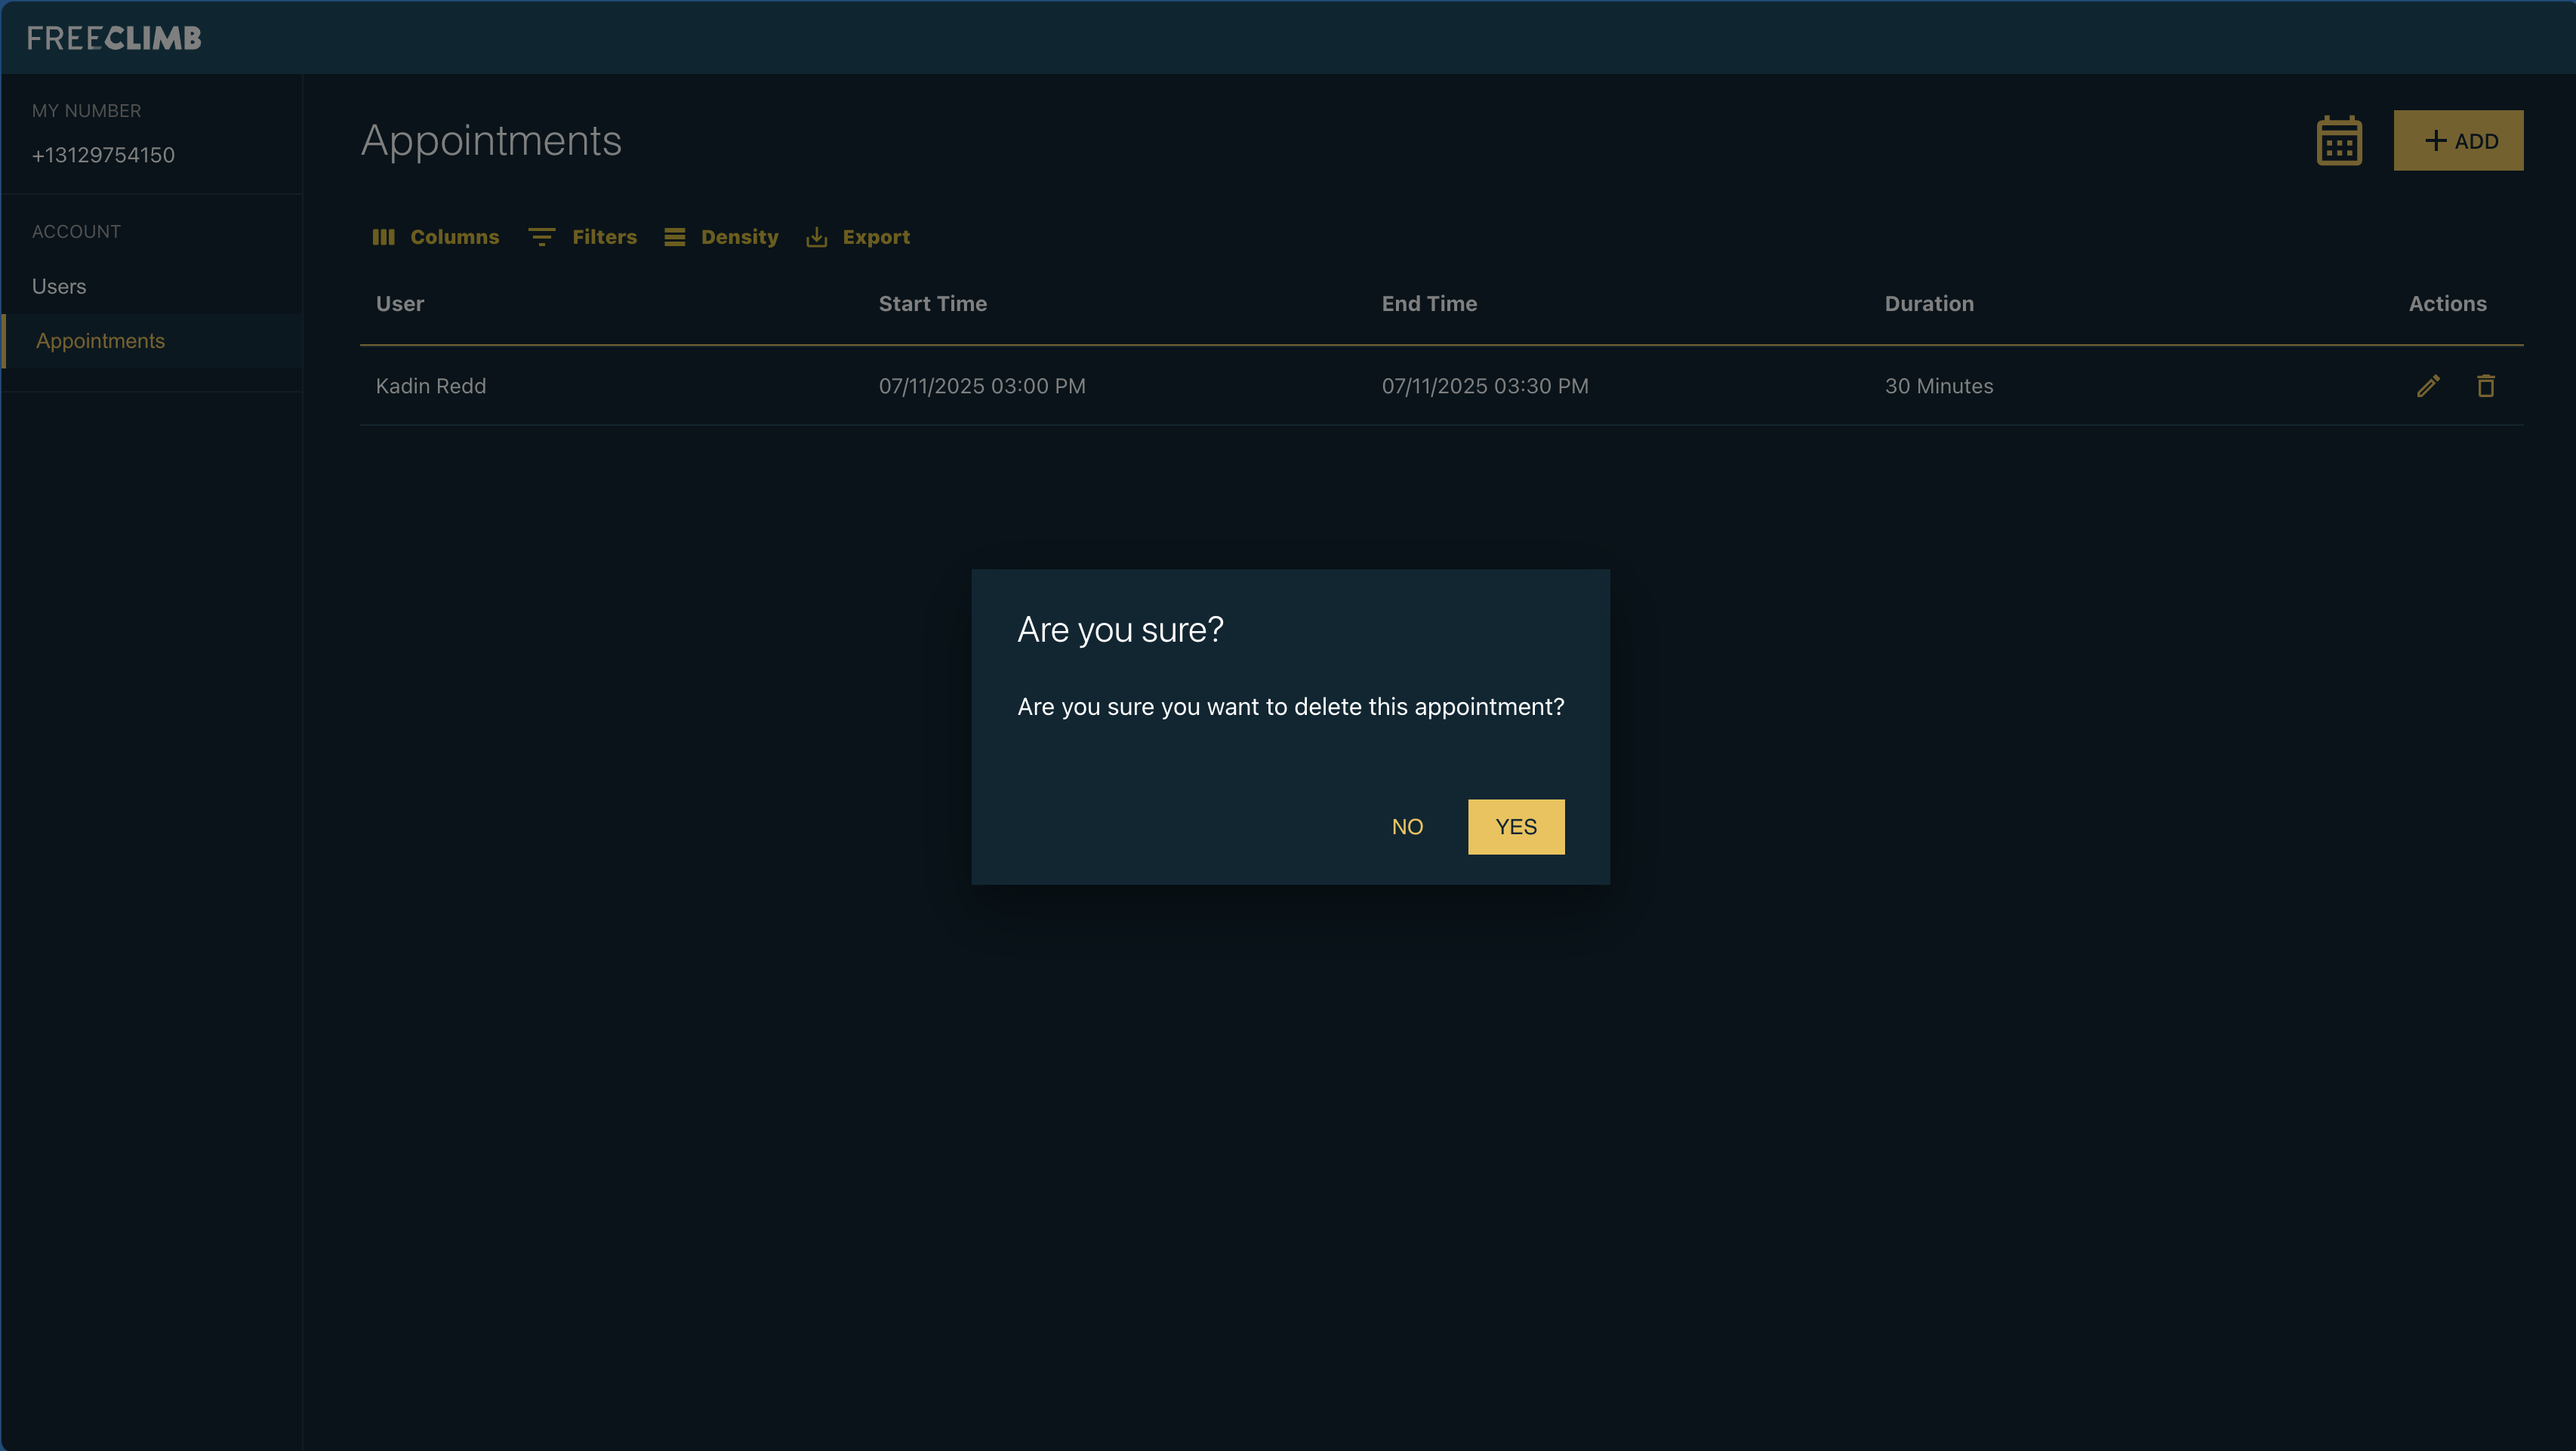 FREECLIMB
MY NUMBER
+13129754150
ACCOUNT
Users
Appointments
Appointments
ADD
Columns Filters Density Export
User Start Time End Time Duration Actions
Kadin Redd 07/11/2025 03:00 PM 07/11/2025 03:30 PM 30 Minutes
Are you sure?
Are you sure you want to delete this appointment?
NO YES